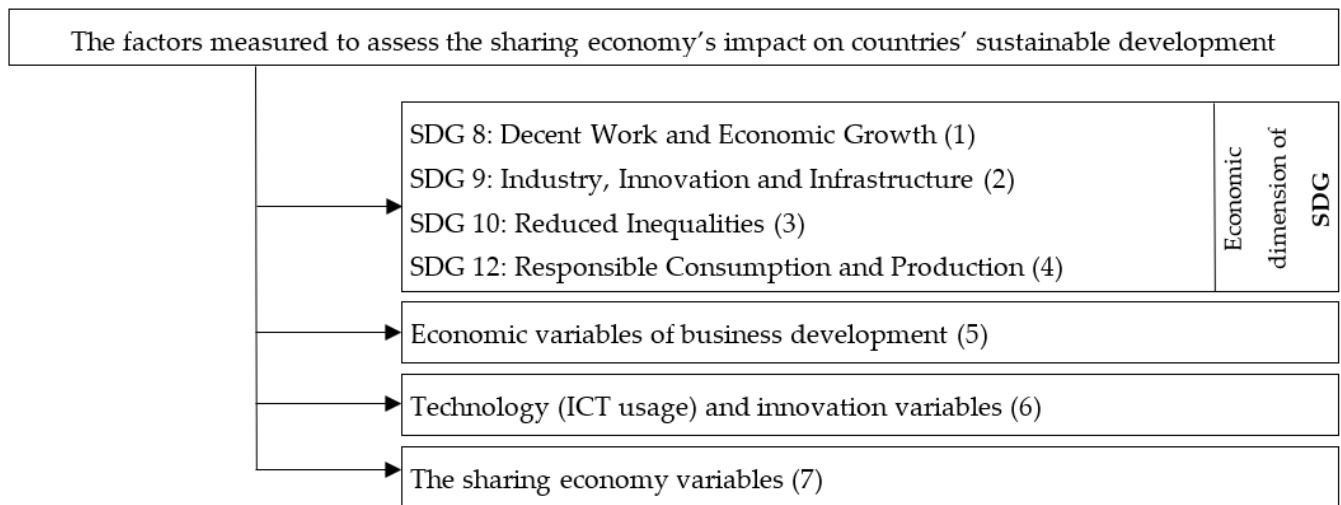 The factors measured to assess the sharing economy’s impact on countries’ sustainable development
SDG 8: Decent Work and Economic Growth (1)
SDG 9: Industry, Innovation and Infrastructure (2)
SDG 10: Reduced Inequalities (3)
SDG 12: Responsible Consumption and Production (4)
Economic
dimension of
SDG
Economic variables of business development (5)
Technology (ICT usage) and innovation variables (6)
The sharing economy variables (7)